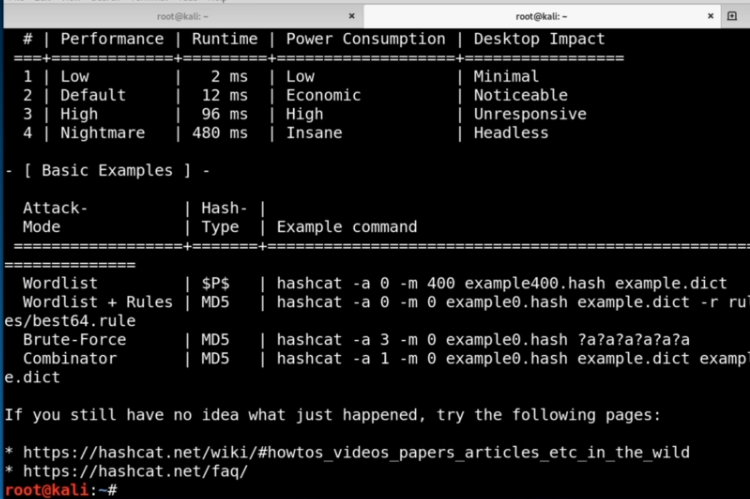 root@kali: ~ × root@kali: ~ ×
# | Performance | Runtime | Power Consumption | Desktop Impact
===+=============+=========+===================+=================
1 | Low | 2 ms | Low | Minimal
2 | Default | 12 ms | Economic | Noticeable
3 | High | 96 ms | High | Unresponsive
4 | Nightmare | 480 ms | Insane | Headless
- [ Basic Examples ] -
Attack- | Hash- |
Mode | Type | Example command
==================+=======+====================================================
==============
Wordlist | $P$ | hashcat -a 0 -m 400 example400.hash example.dict
Wordlist + Rules | MD5 | hashcat -a 0 -m 0 example0.hash example.dict -r rul
es/best64.rule
Brute-Force | MD5 | hashcat -a 3 -m 0 example0.hash ?a?a?a?a?a?a
Combinator | MD5 | hashcat -a 1 -m 0 example0.hash example.dict exampl
e.dict
If you still have no idea what just happened, try the following pages:
* https://hashcat.net/wiki/#howtos_videos_papers_articles_etc_in_the_wild
* https://hashcat.net/faq/
root@kali:~#